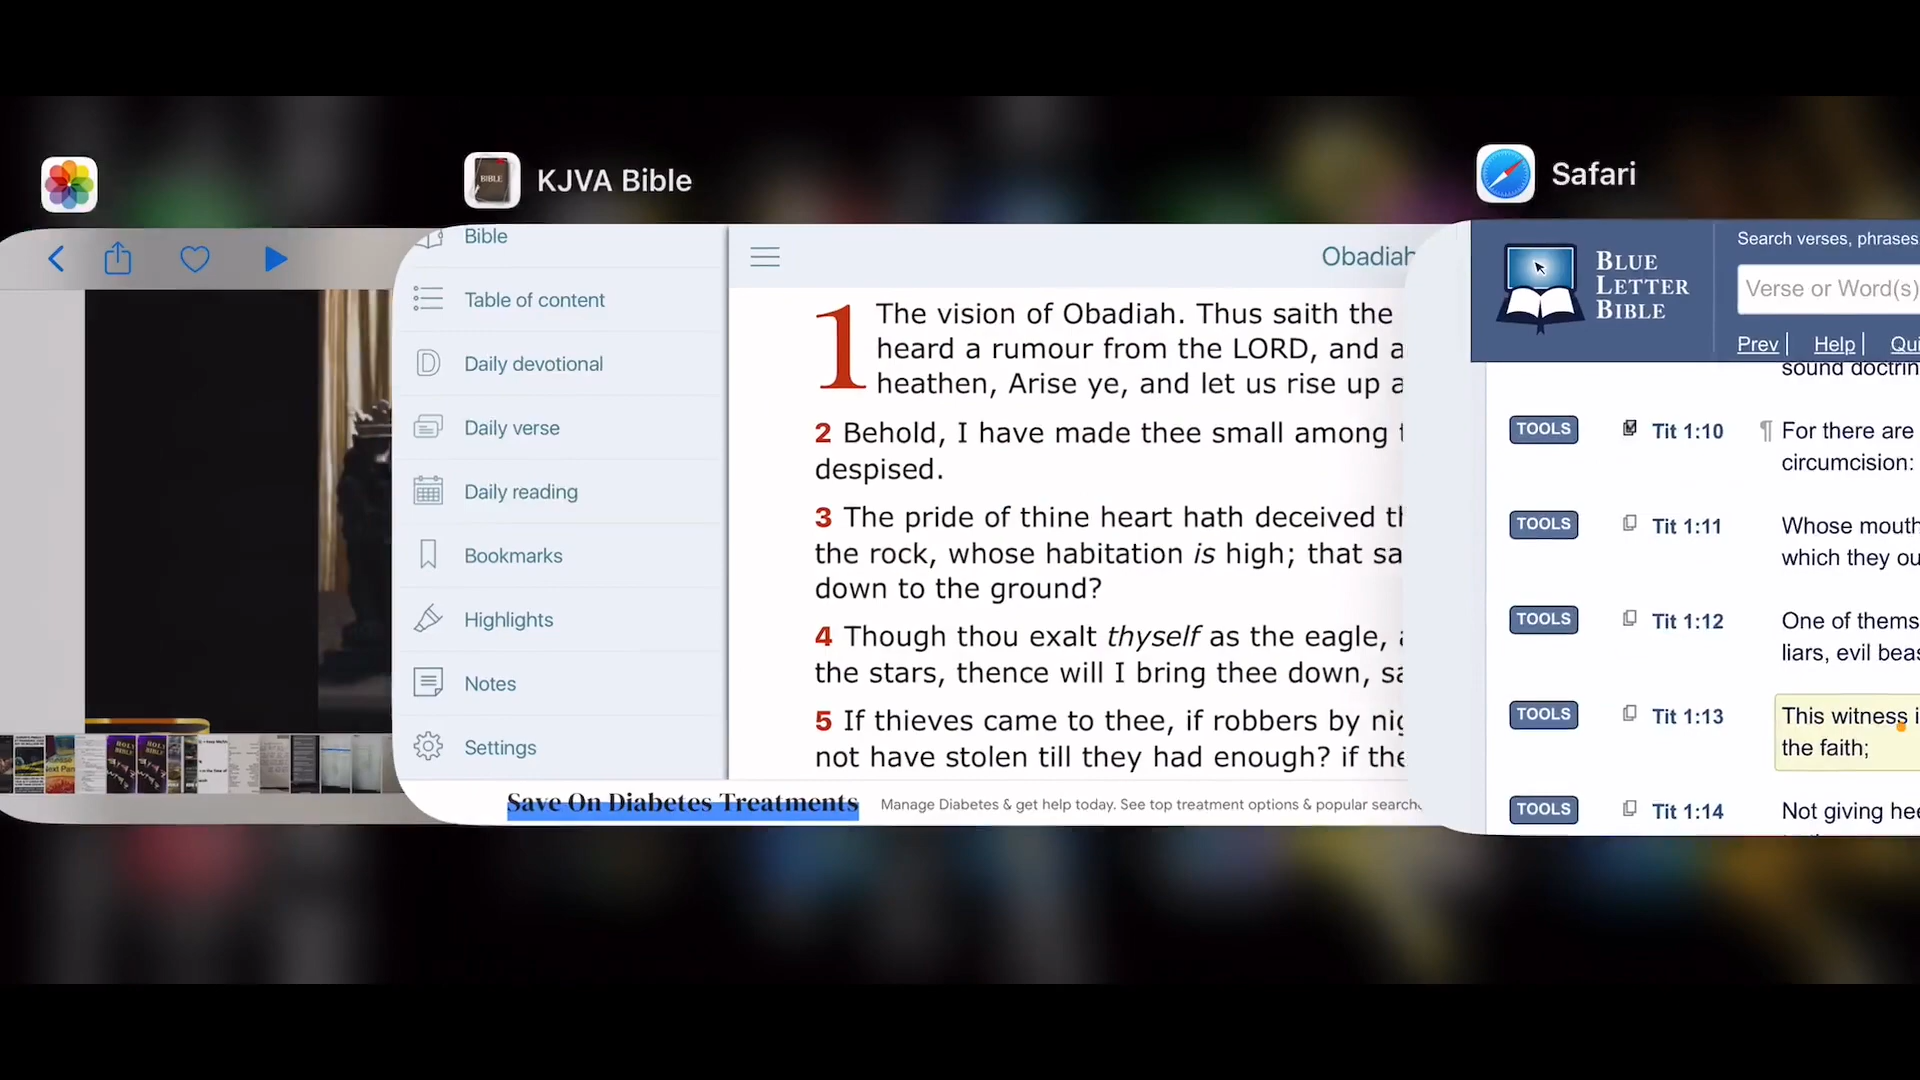 KJVA Bible
Safari
Bible
Table of content
Daily devotional
Daily verse
Daily reading
Bookmarks
Highlights
Notes
Settings
Obadiah
1 The vision of Obadiah. Thus saith the
heard a rumour from the LORD, and a
heathen, Arise ye, and let us rise up a
2 Behold, I have made thee small among
despised.
3 The pride of thine heart hath deceived
the rock, whose habitation is high; that sa
down to the ground?
4 Though thou exalt thyself as the eagle,
the stars, thence will I bring thee down, sa
5 If thieves came to thee, if robbers by nig
not have stolen till they had enough? if the
Save On Diabetes Treatments
Manage Diabetes & get help today. See top treatment options & popular search
BLUE
LETTER
BIBLE
Search verses, phrases,
Verse or Word(s)
Prev | Help | Qui
sound doctrin
TOOLS Tit 1:10 ¶ For there are
circumcision:
TOOLS Tit 1:11 Whose mouth
which they ou
TOOLS Tit 1:12 One of thems
liars, evil beas
TOOLS Tit 1:13 This witness i
the faith;
TOOLS Tit 1:14 Not giving hee